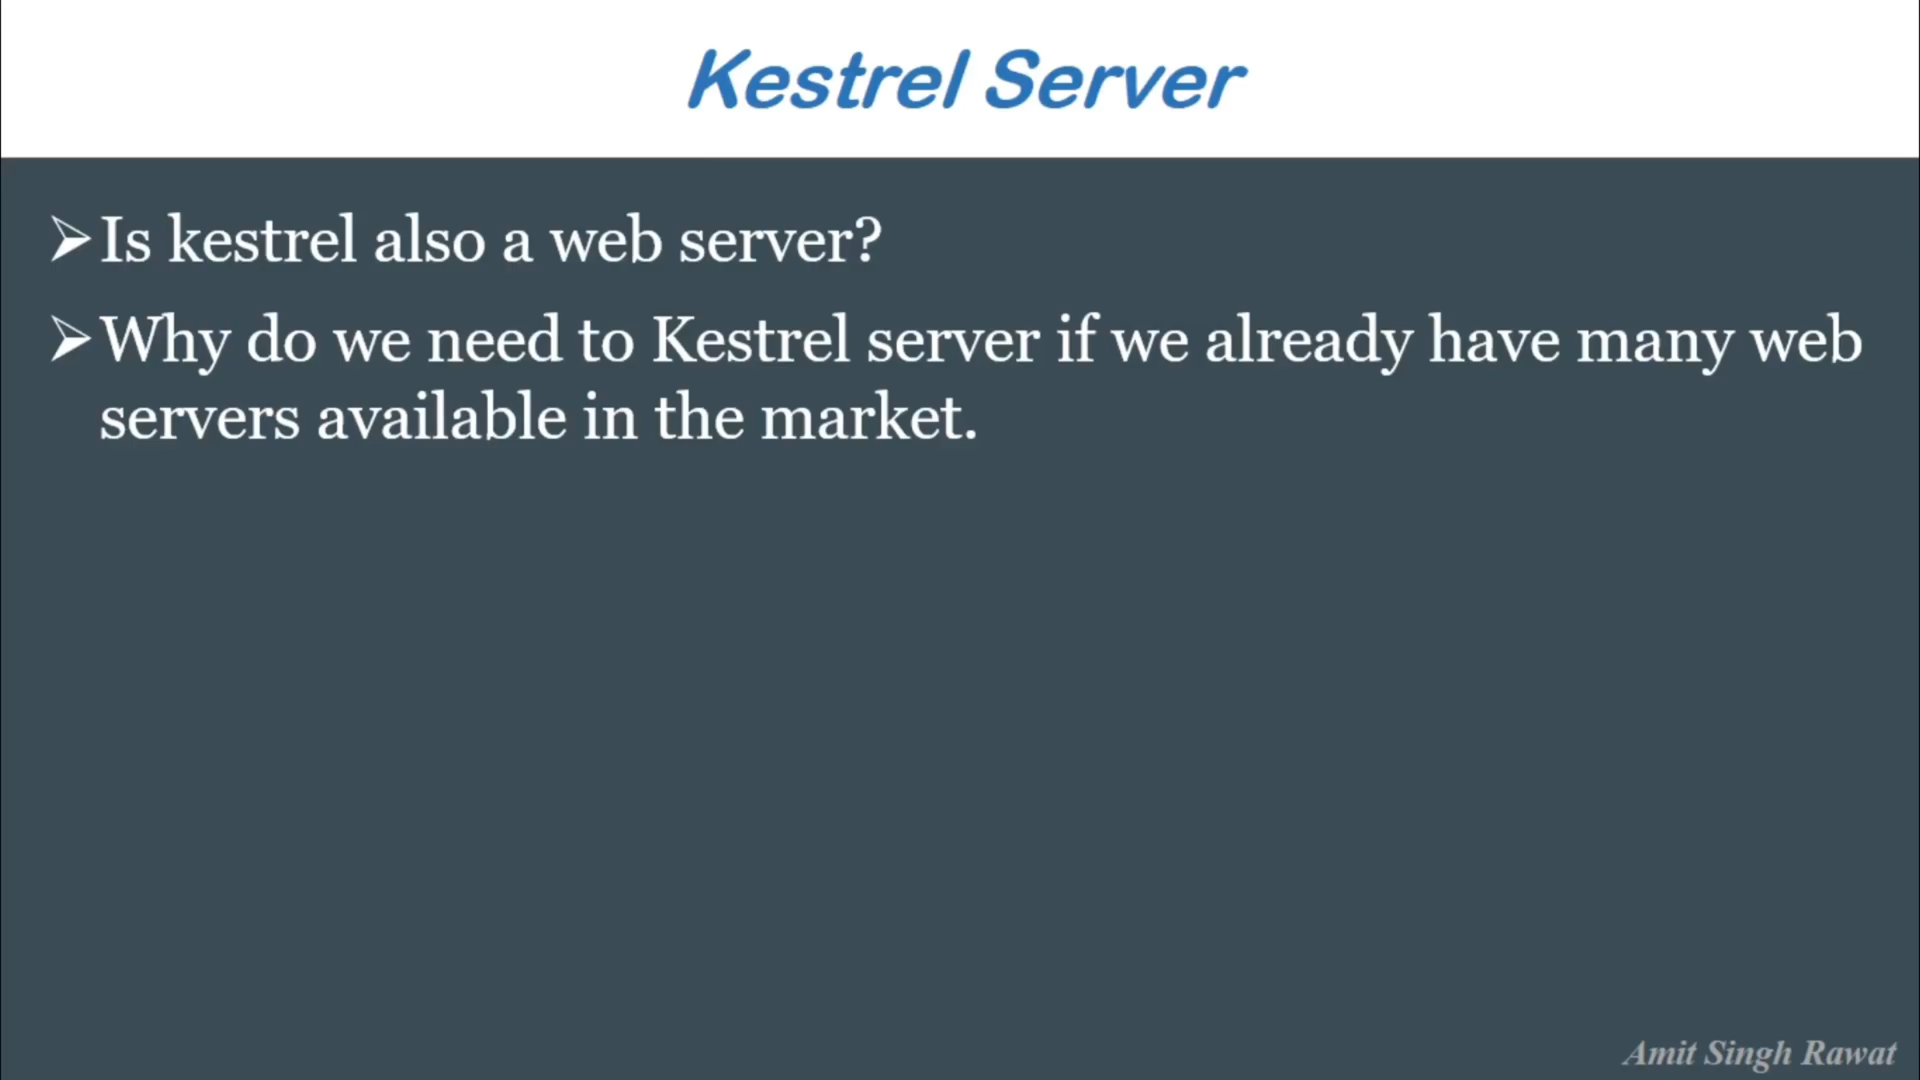 Kestrel Server
➢Is kestrel also a web server?
➢Why do we need to Kestrel server if we already have many web
servers available in the market.
Amit Singh Rawat